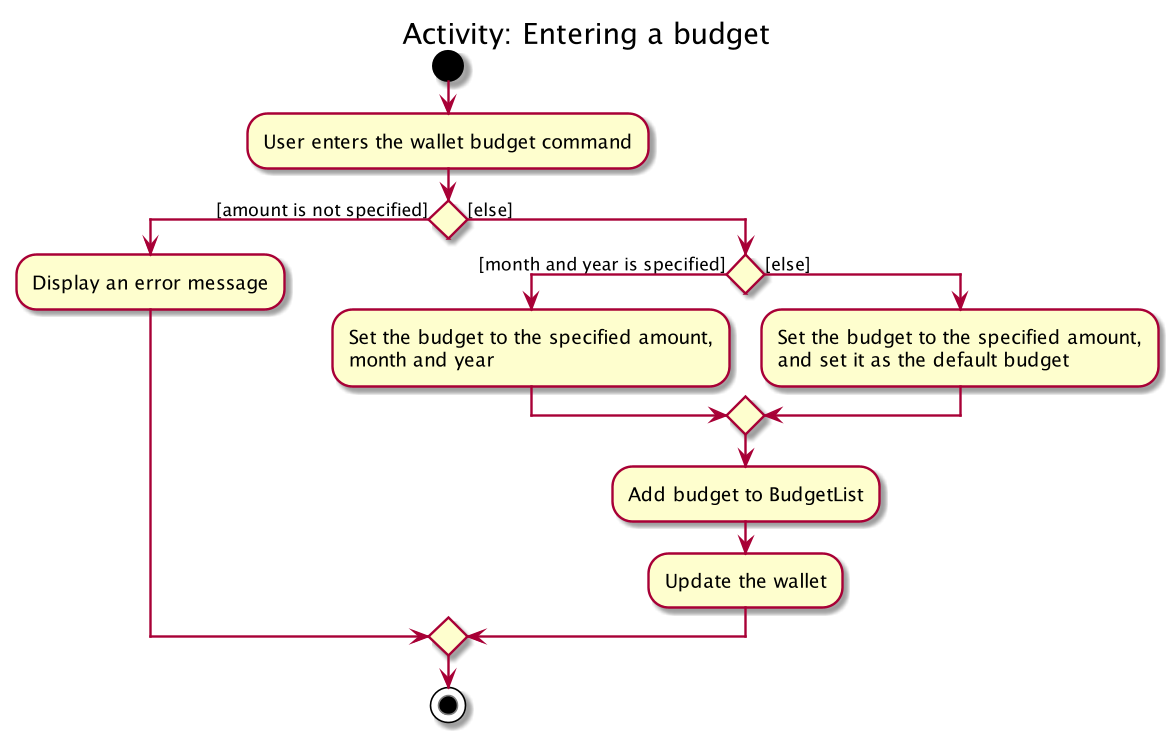 Activity: Entering a budget
User enters the wallet budget command
[amount is not specified]
[else]
Display an error message
[month and year is specified]
[else]
Set the budget to the specified amount,
month and year
Set the budget to the specified amount,
and set it as the default budget
Add budget to BudgetList
Update the wallet